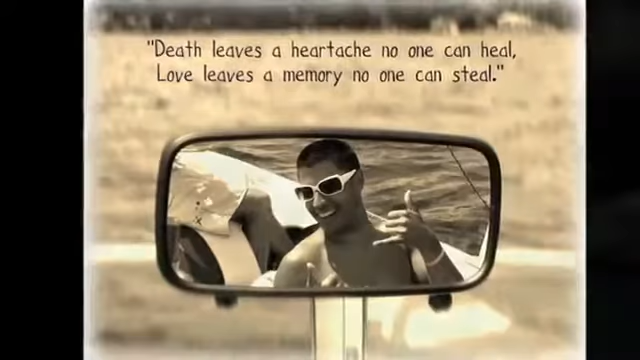 "Death leaves a heartache no one can heal,
Love leaves a memory no one can steal."